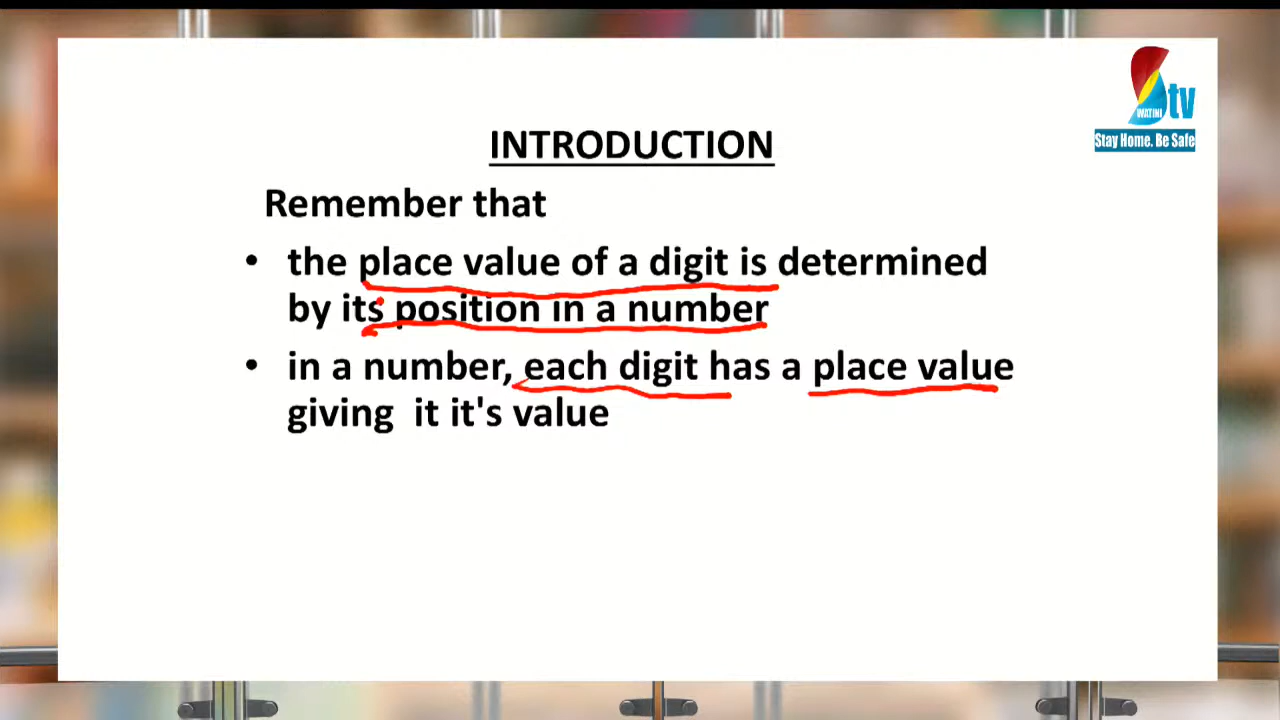 INTRODUCTION
Remember that
• the place value of a digit is determined
by its position in a number
• in a number, each digit has a place value
giving it it's value
tv
WATINI
Stay Home. Be Safe